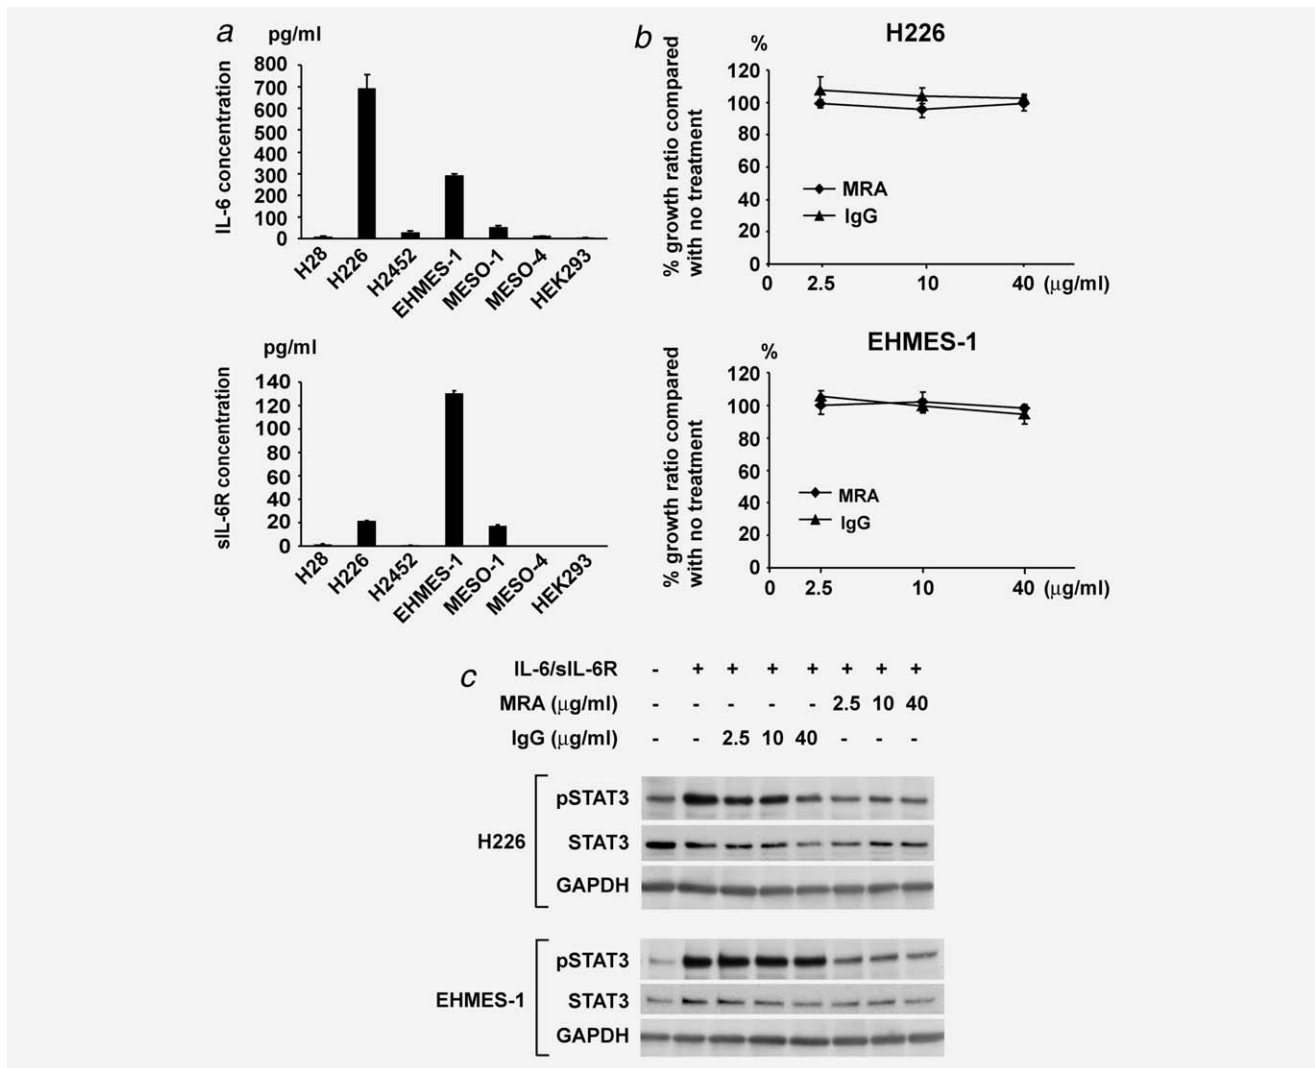 a
pg/ml
IL-6 concentration
800
700
600
500
400
300
200
100
0
H28
H226
H2452
EHMES-1
MESO-1
MESO-4
HEK293
pg/ml
sIL-6R concentration
140
120
100
80
60
40
20
0
H28
H226
H2452
EHMES-1
MESO-1
MESO-4
HEK293
b
H226
%
% growth ratio compared
with no treatment
120
100
80
60
40
20
0
MRA
IgG
0 2.5 10 40 (μg/ml)
EHMES-1
%
% growth ratio compared
with no treatment
120
100
80
60
40
20
0
MRA
IgG
0 2.5 10 40 (μg/ml)
c
IL-6/sIL-6R - + + + + + + +
MRA (μg/ml) - - - - - 2.5 10 40
IgG (μg/ml) - - 2.5 10 40 - - -
H226
pSTAT3
STAT3
GAPDH
EHMES-1
pSTAT3
STAT3
GAPDH